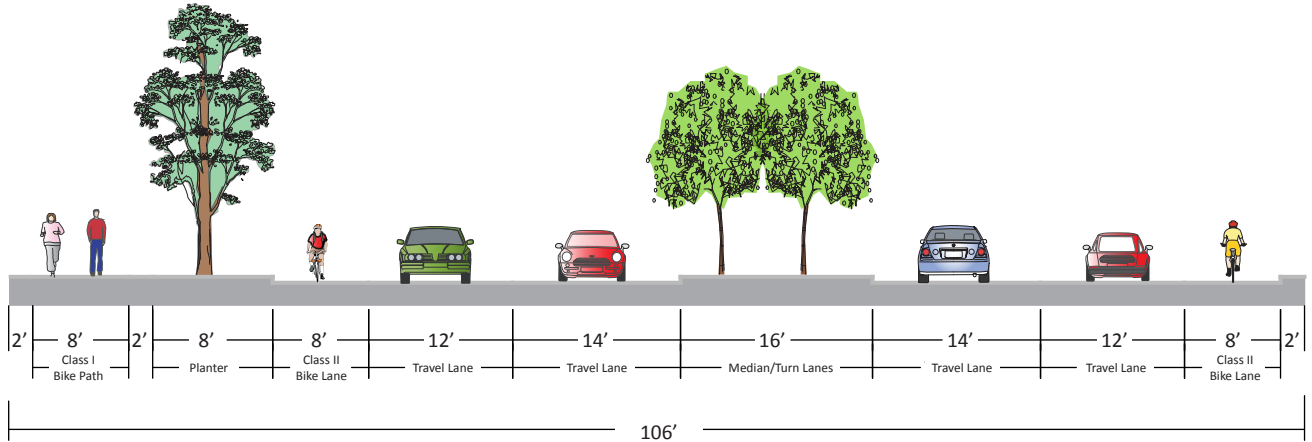 2’ 8’ 2’ 8’ 8’ 12’ 14’ 16’ 14’ 12’ 8’ 2’
Class I
Bike Path
Planter
Class II
Bike Lane
Travel Lane
Travel Lane
Median/Turn Lanes
Travel Lane
Travel Lane
Class II
Bike Lane
106’